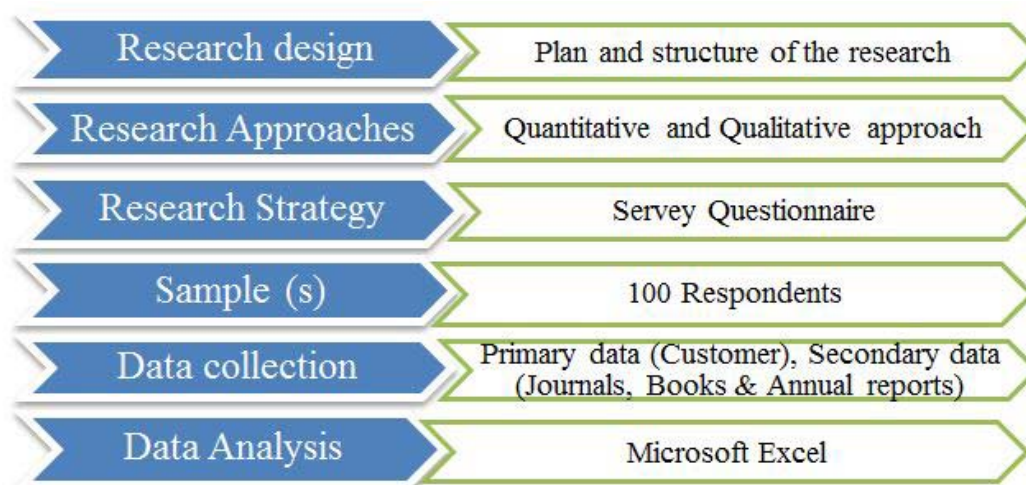 Research design
Plan and structure of the research
Research Approaches
Quantitative and Qualitative approach
Research Strategy
Servey Questionnaire
Sample (s)
100 Respondents
Data collection
Primary data (Customer), Secondary data
(Journals, Books & Annual reports)
Data Analysis
Microsoft Excel